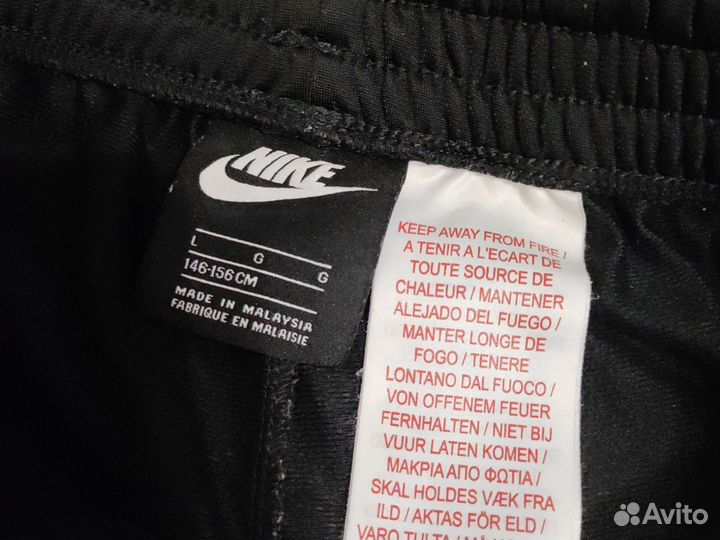 NIKE
L G G
146-156 CM
MADE IN MALAYSIA
FABRIQUE EN MALAISIE
KEEP AWAY FROM FIRE /
A TENIR A L'ECART DE
TOUTE SOURCE DE
CHALEUR / MANTENER
ALEJADO DEL FUEGO /
MANTER LONGE DE
FOGO / TENERE
LONTANO DAL FUOCO /
VON OFFENEM FEUER
FERNHALTEN / NIET BIJ
VUUR LATEN KOMEN /
ΜΑΚΡΙΑ ΑΠΟ ΦΩΤΙΑ /
SKAL HOLDES VÆK FRA
ILD / AKTAS FÖR ELD /
VARO TULTA /
Avito